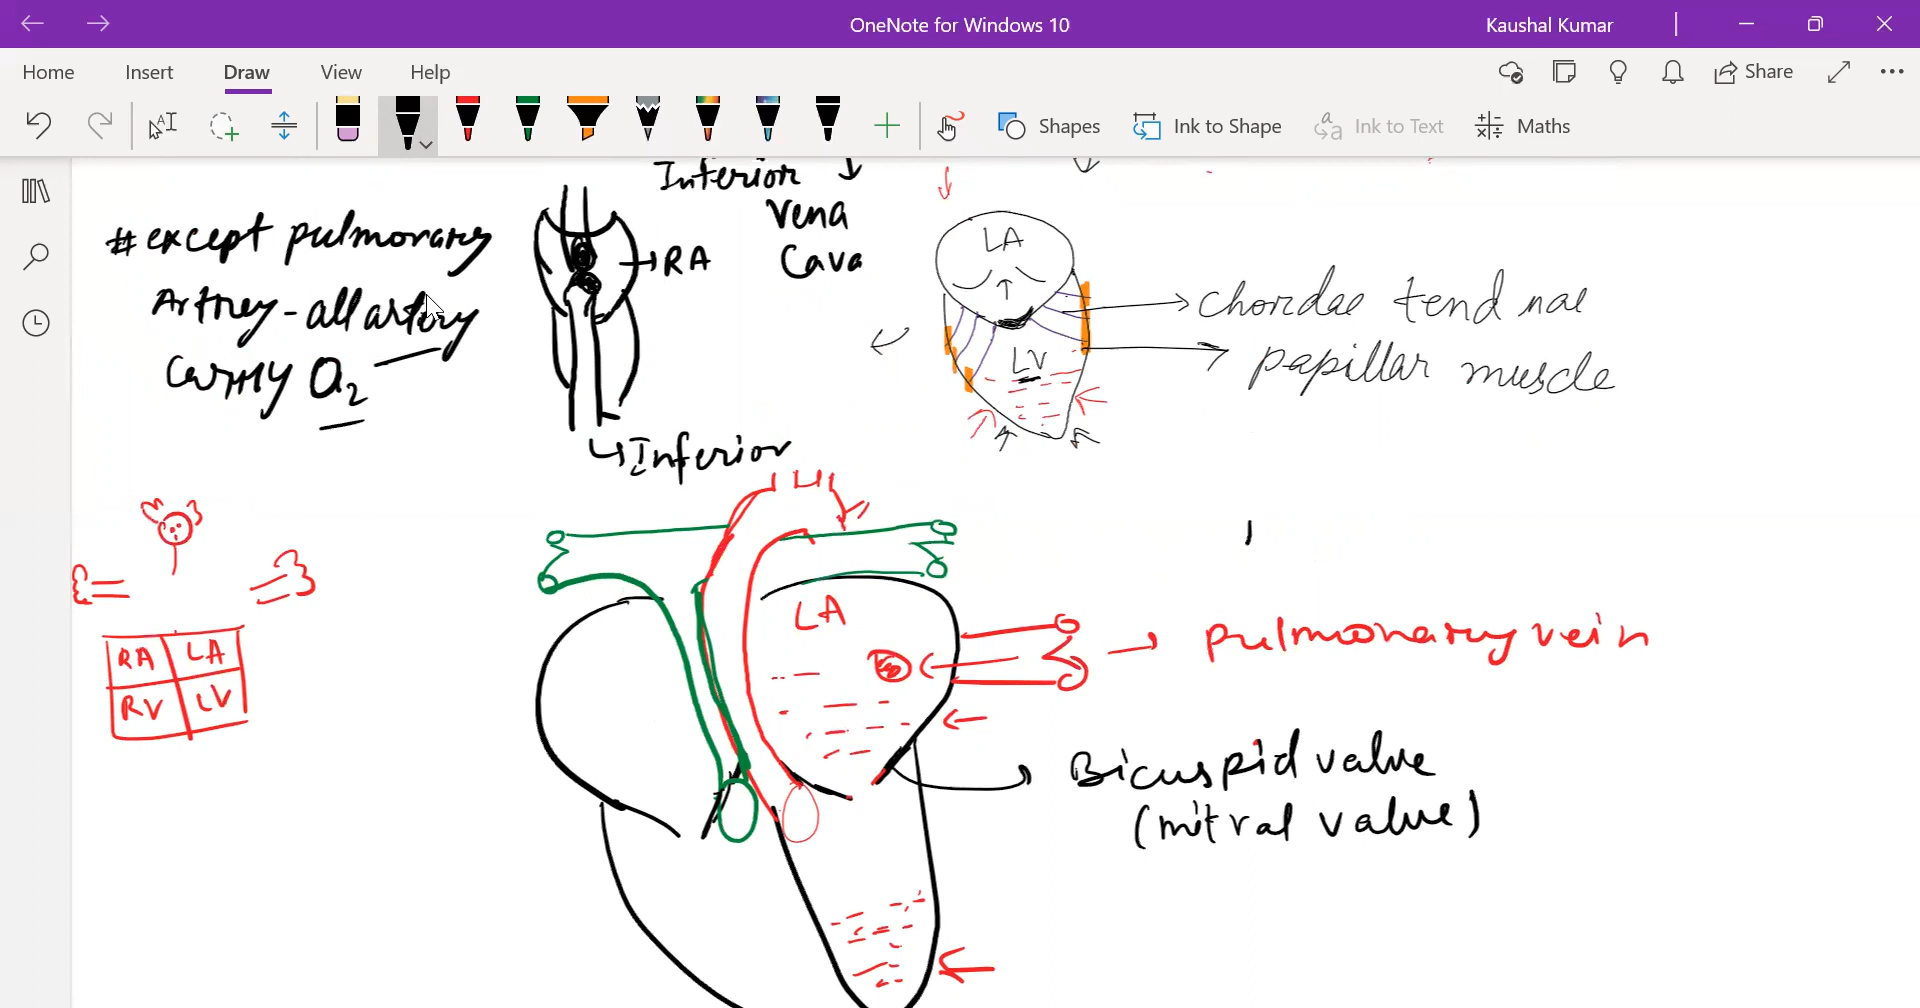 OneNote for Windows 10
Kaushal Kumar
Home Insert Draw View Help
Share
Shapes Ink to Shape Ink to Text Maths
Inferior
Vena
Cava
# except pulmonary
Artrey - all artery
carry O2
RA
Inferior
LA
LV
chordae tend nae
papillar muscle
LA
pulmonary vein
RA LA
RV LV
Bicuspid valve
(mitral valve)